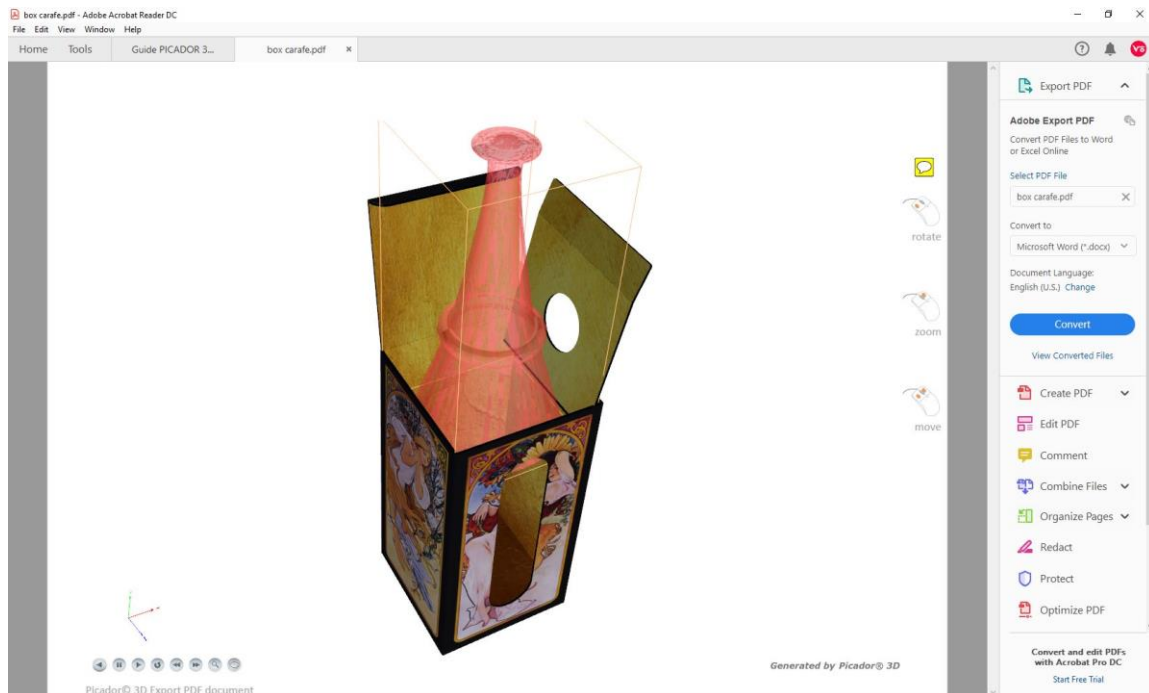 box carafe.pdf - Adobe Acrobat Reader DC
File Edit View Window Help
Home Tools Guide PICADOR 3... box carafe.pdf ×
YS
rotate
zoom
move
Generated by Picador® 3D
Picador© 3D Export PDF document
Export PDF
Adobe Export PDF
Convert PDF Files to Word
or Excel Online
Select PDF File
box carafe.pdf
Convert to
Microsoft Word (*.docx)
Document Language:
English (U.S.) Change
Convert
View Converted Files
Create PDF
Edit PDF
Comment
Combine Files
Organize Pages
Redact
Protect
Optimize PDF
Convert and edit PDFs
with Acrobat Pro DC
Start Free Trial